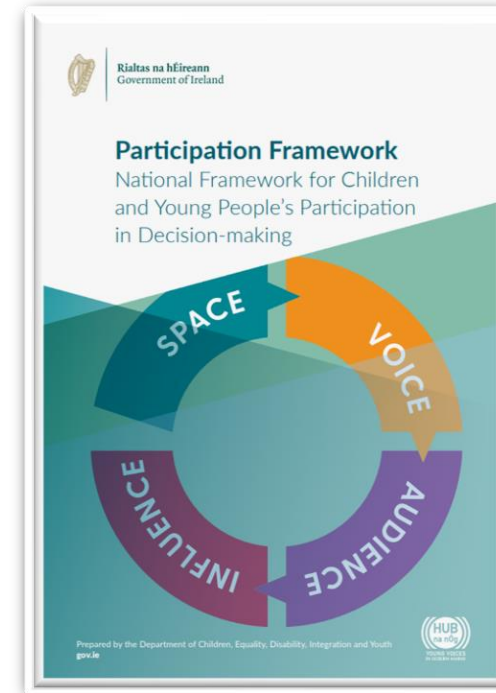 Rialtas na hÉireann
Government of Ireland
Participation Framework
National Framework for Children
and Young People's Participation
in Decision-making
SPACE
VOICE
AUDIENCE
INFLUENCE
Prepared by the Department of Children, Equality, Disability, Integration and Youth
gov.ie
HUB
na nÓg
YOUNG VOICES